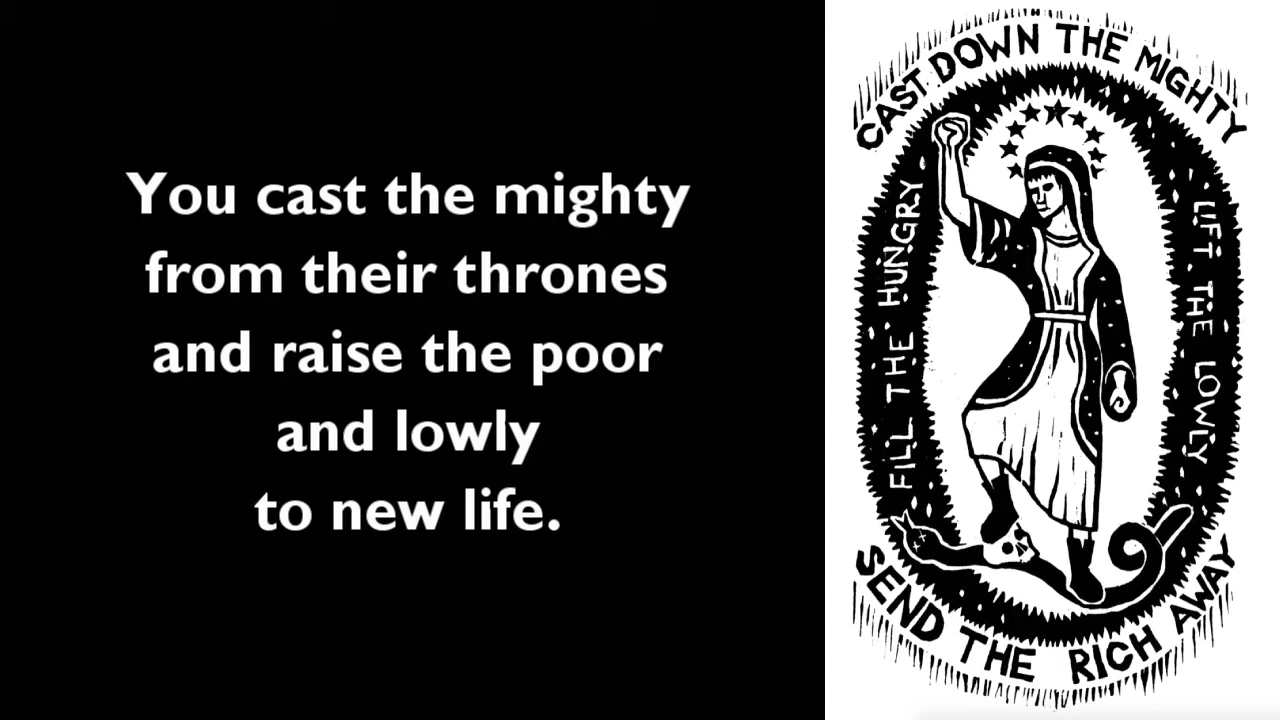 You cast the mighty
from their thrones
and raise the poor
and lowly
to new life.
CAST DOWN THE MIGHTY
FILL THE HUNGRY
LIFT THE LOWLY
SEND THE RICH AWAY